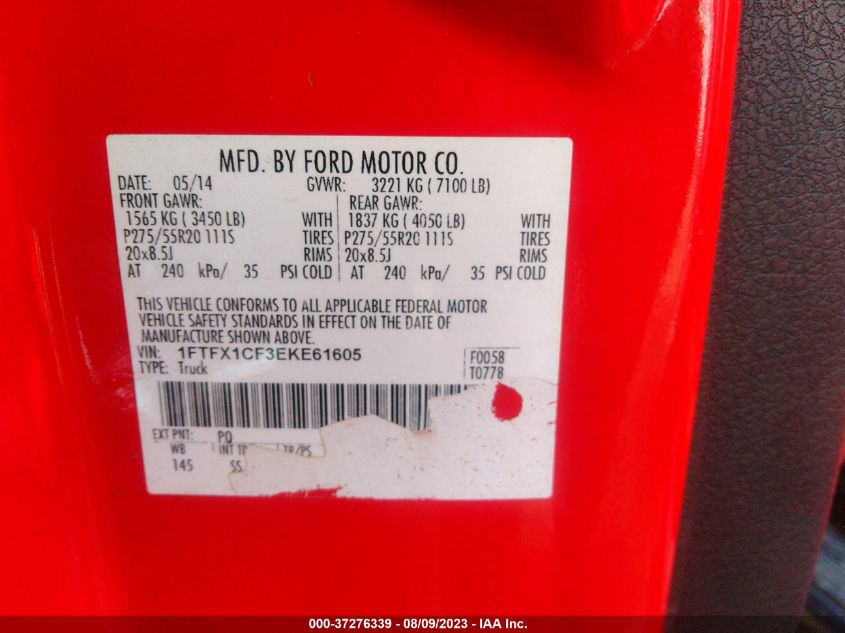 MFD. BY FORD MOTOR CO.
DATE: 05/14 GVWR: 3221 KG ( 7100 LB)
FRONT GAWR: REAR GAWR:
1565 KG ( 3450 LB) WITH 1837 KG ( 4050 LB) WITH
P275/55R20 111S TIRES P275/55R20 111S TIRES
20x8.5J RIMS 20x8.5J RIMS
AT 240 kPa/ 35 PSI COLD AT 240 kPa/ 35 PSI COLD
THIS VEHICLE CONFORMS TO ALL APPLICABLE FEDERAL MOTOR
VEHICLE SAFETY STANDARDS IN EFFECT ON THE DATE OF
MANUFACTURE SHOWN ABOVE.
VIN: 1FTFX1CF3EKE61605 F0058
TYPE: Truck T0778
EXT PNT: PQ
WB INT TR/PS
145 SS
000-37276339 - 08/09/2023 - IAA Inc.